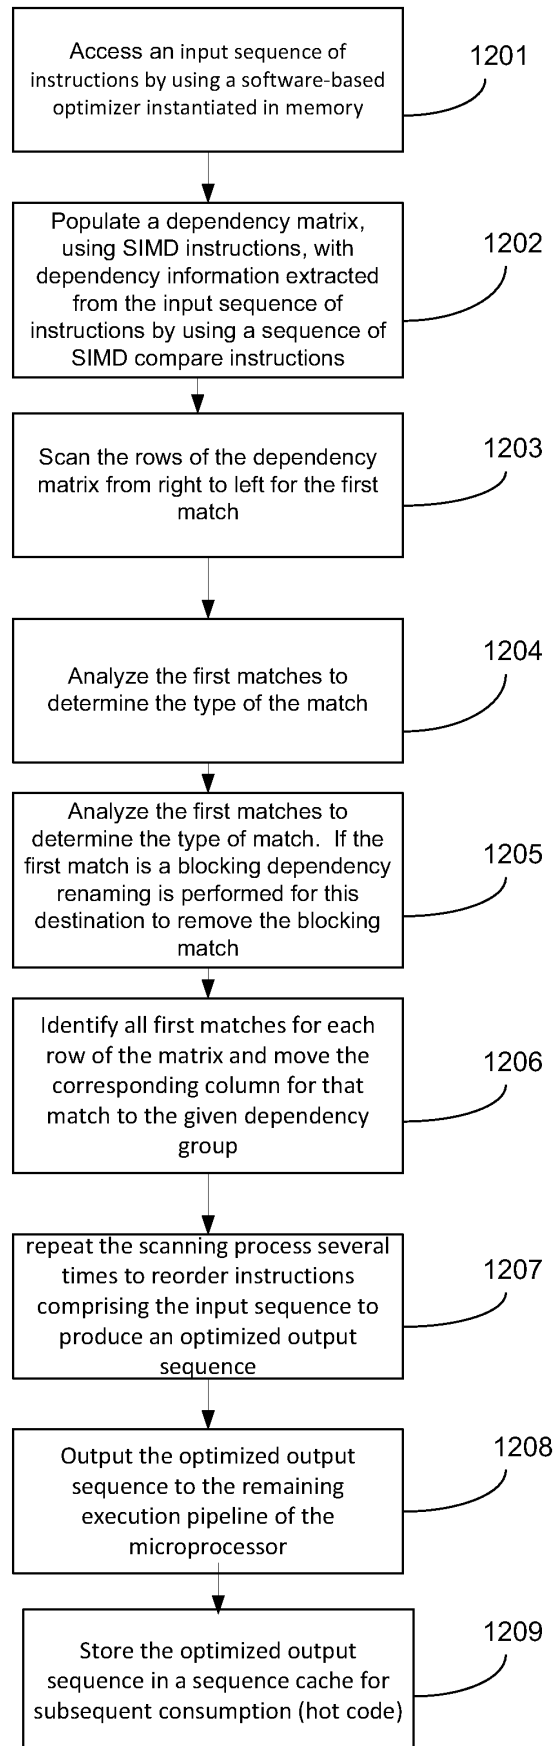 Access an input sequence of
instructions by using a software-based
optimizer instantiated in memory
1201
Populate a dependency matrix,
using SIMD instructions, with
dependency information extracted
from the input sequence of
instructions by using a sequence of
SIMD compare instructions
1202
Scan the rows of the dependency
matrix from right to left for the first
match
1203
Analyze the first matches to
determine the type of the match
1204
Analyze the first matches to
determine the type of match.  If the
first match is a blocking dependency
renaming is performed for this
destination to remove the blocking
match
1205
Identify all first matches for each
row of the matrix and move the
corresponding column for that
match to the given dependency
group
1206
repeat the scanning process several
times to reorder instructions
comprising the input sequence to
produce an optimized output
sequence
1207
Output the optimized output
sequence to the remaining
execution pipeline of the
microprocessor
1208
Store the optimized output
sequence in a sequence cache for
subsequent consumption (hot code)
1209